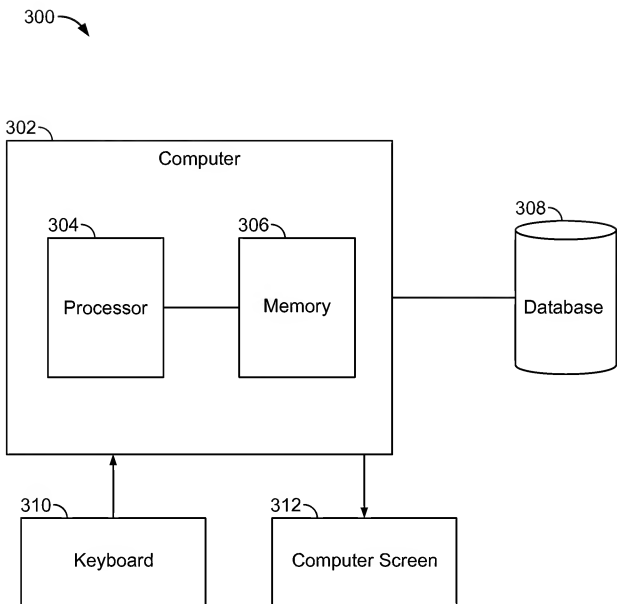 300
302
Computer
304
306
308
Processor
Memory
Database
310
312
Keyboard
Computer Screen